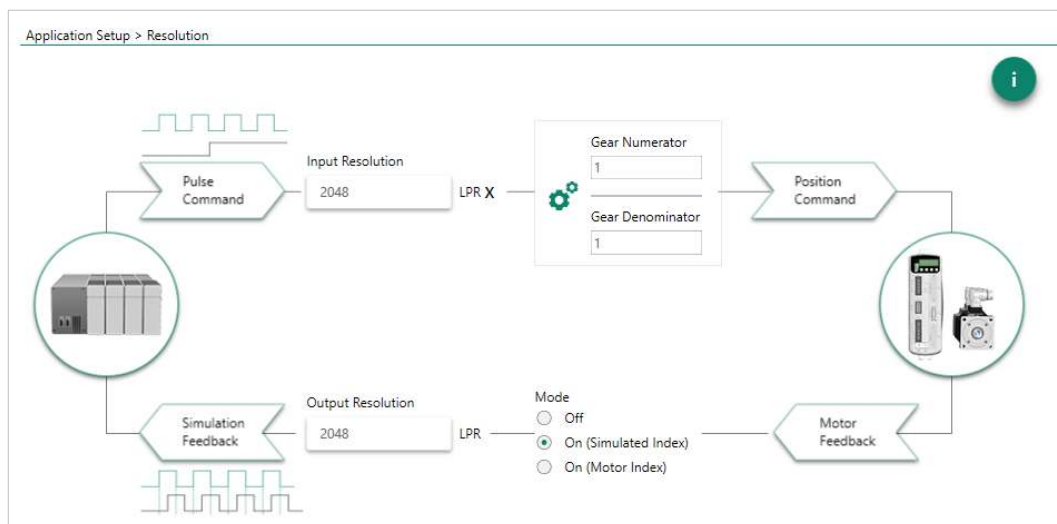 Application Setup > Resolution
i
Input Resolution
Pulse
Command
2048
LPR X
Gear Numerator
1
Gear Denominator
1
Position
Command
Output Resolution
Simulation
Feedback
2048
LPR
Mode
Off
On (Simulated Index)
On (Motor Index)
Motor
Feedback